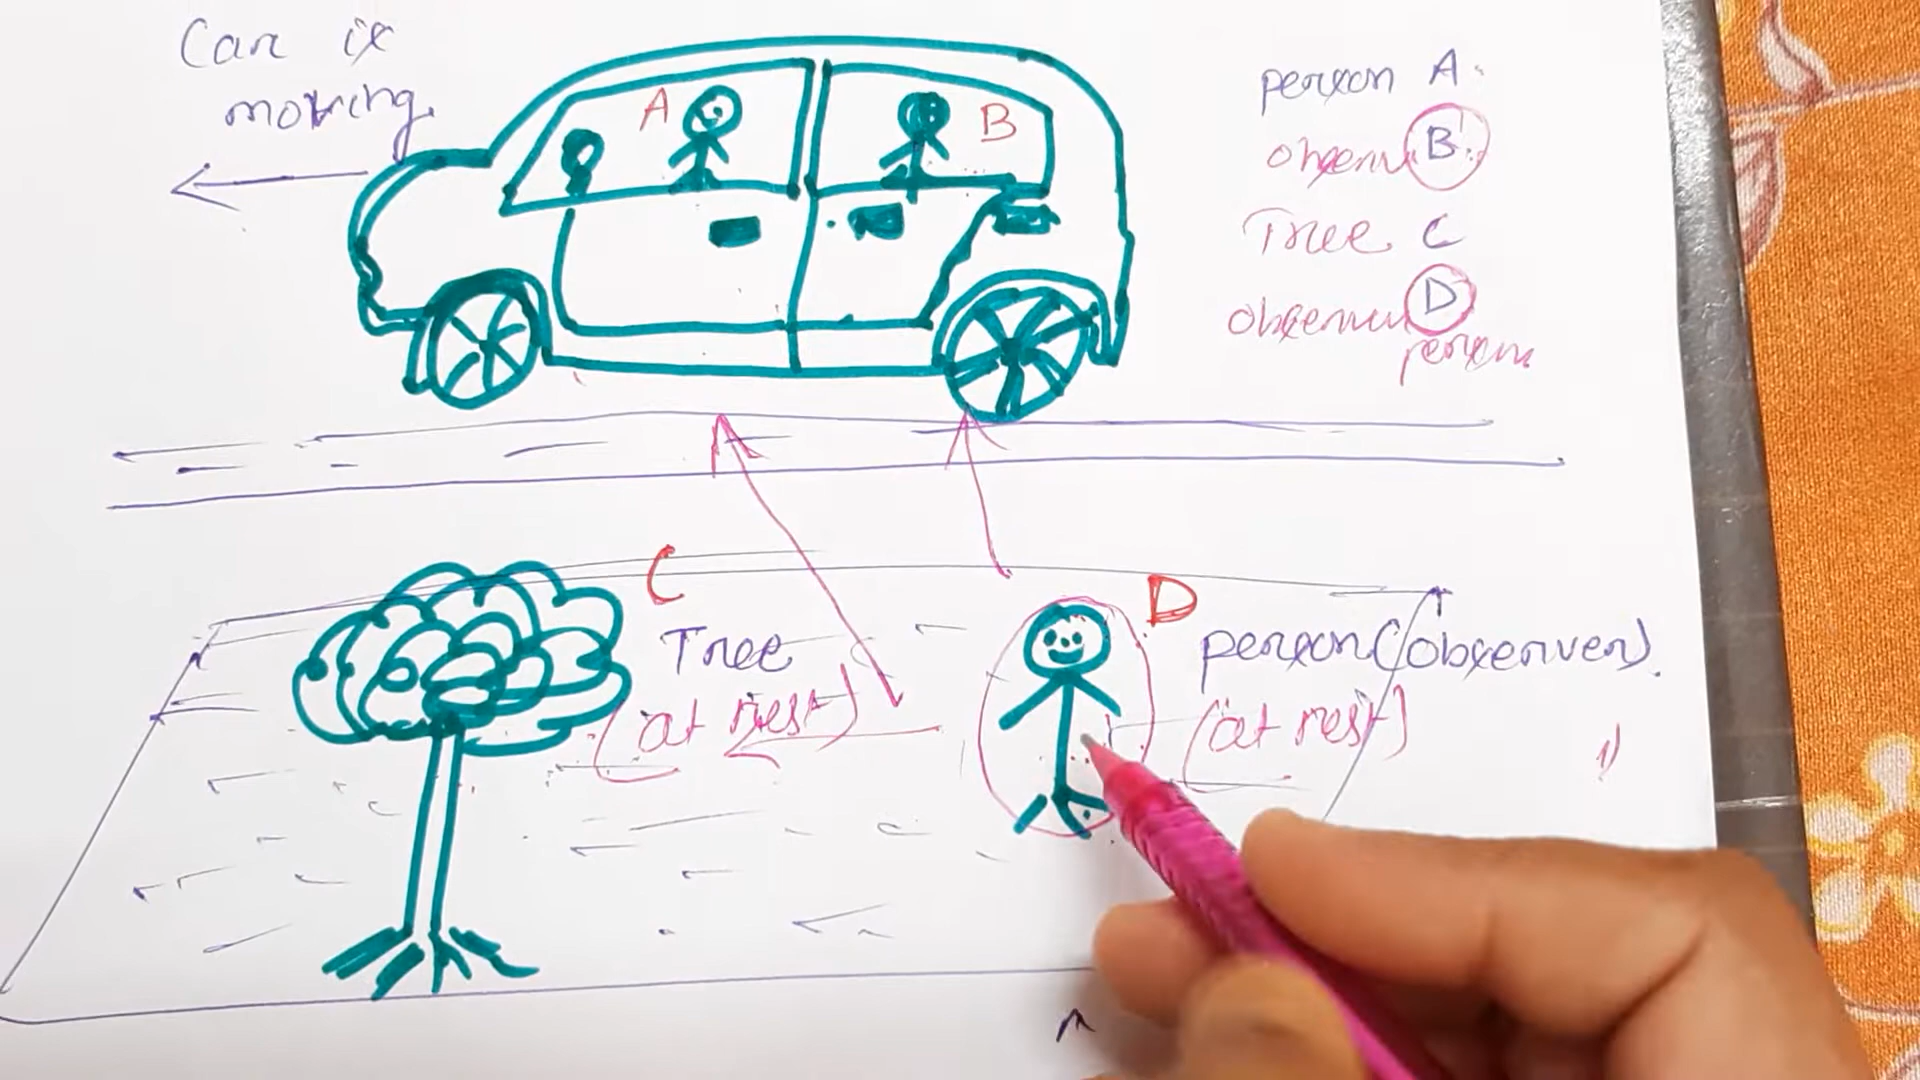 Car is
moving
A
B
person A
observer B
Tree C
observer D
person
C
Tree
(at rest)
D
person (observer).
(at rest)